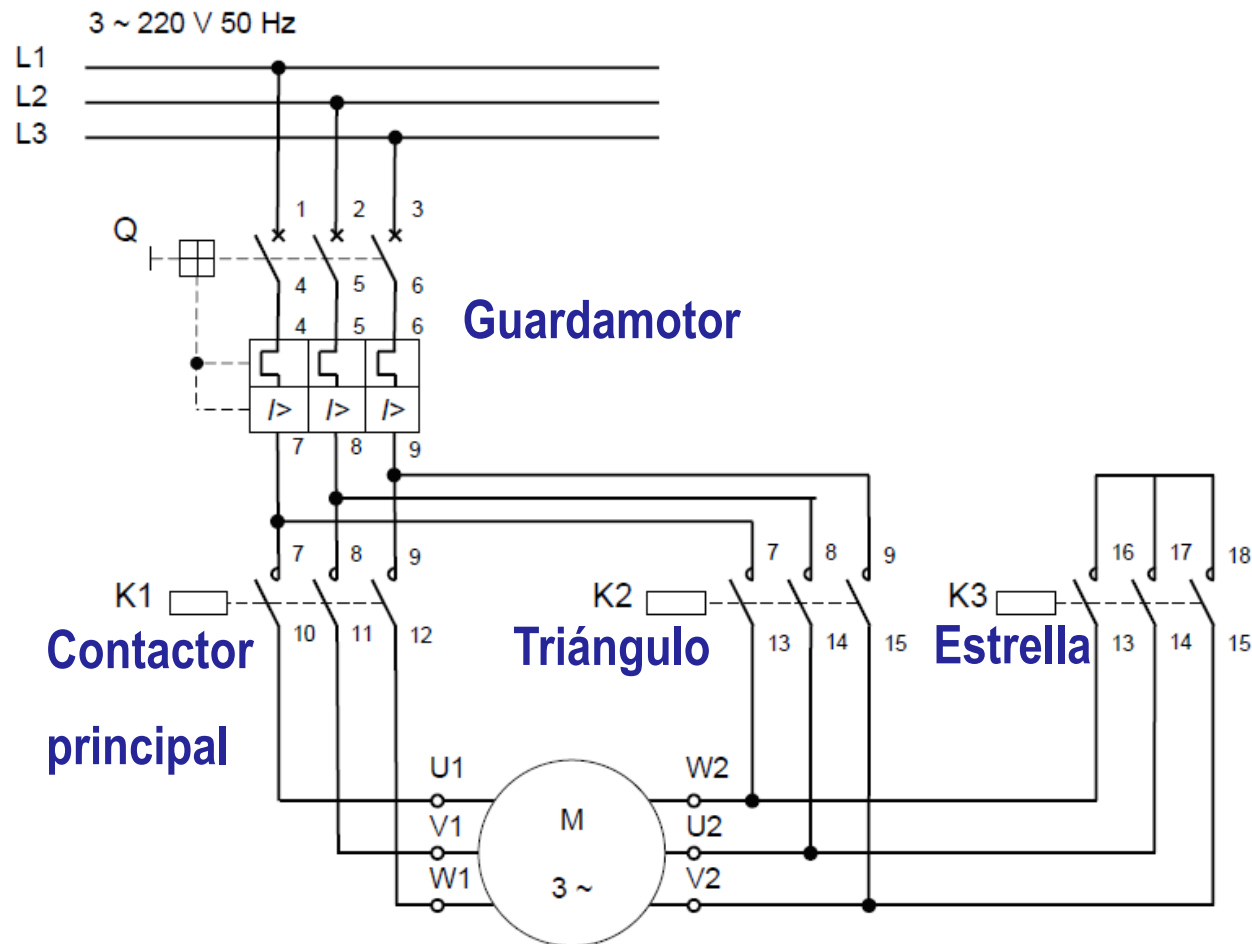 3 ~ 220 V 50 Hz
L1
L2
L3
1 2 3
Q
4 5 6
Guardamotor
4 5 6
I> I> I>
7 8 9
7 8 9 7 8 9 16 17 18
K1 K2 K3
10 11 12 13 14 15 13 14 15
Contactor Triángulo Estrella
principal
U1 W2
V1 M U2
W1 3 ~ V2